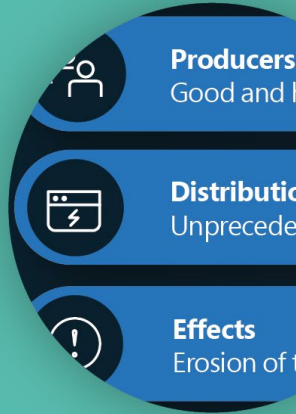 Producers
Good and
Distributio
Unprecede
Effects
Erosion of t